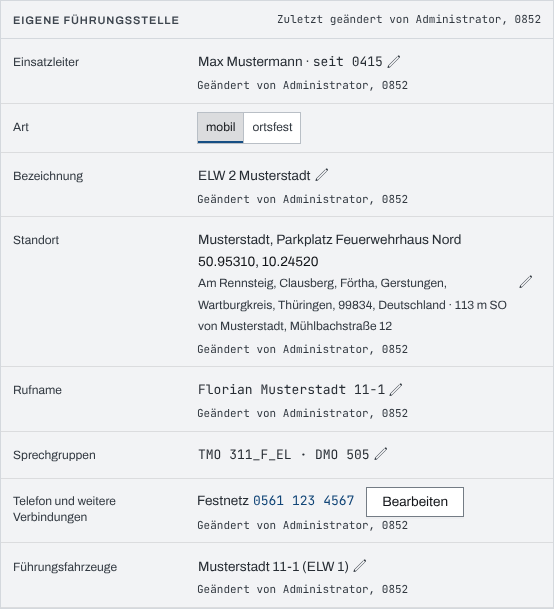 EIGENE FÜHRUNGSSTELLE
Zuletzt geändert von Administrator, 0852
Einsatzleiter
Max Mustermann · seit 0415
Geändert von Administrator, 0852
Art
mobil
ortsfest
Bezeichnung
ELW 2 Musterstadt
Geändert von Administrator, 0852
Standort
Musterstadt, Parkplatz Feuerwehrhaus Nord
50.95310, 10.24520
Am Rennsteig, Clausberg, Förtha, Gerstungen,
Wartburgkreis, Thüringen, 99834, Deutschland · 113 m SO
von Musterstadt, Mühlbachstraße 12
Geändert von Administrator, 0852
Rufname
Florian Musterstadt 11-1
Geändert von Administrator, 0852
Sprechgruppen
TMO 311_F_EL · DMO 505
Telefon und weitere
Verbindungen
Festnetz 0561 123 4567
Bearbeiten
Geändert von Administrator, 0852
Führungsfahrzeuge
Musterstadt 11-1 (ELW 1)
Geändert von Administrator, 0852